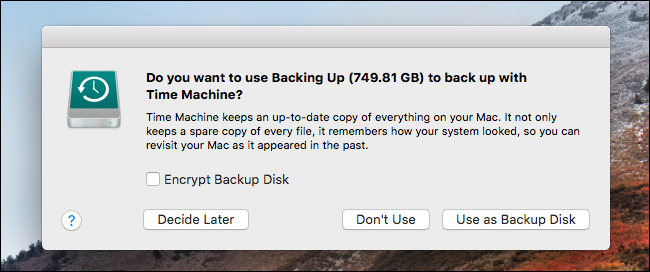 Do you want to use Backing Up (749.81 GB) to back up with
Time Machine?
Time Machine keeps an up-to-date copy of everything on your Mac. It not only
keeps a spare copy of every file, it remembers how your system looked, so you can
revisit your Mac as it appeared in the past.
Encrypt Backup Disk
? Decide Later Don't Use Use as Backup Disk